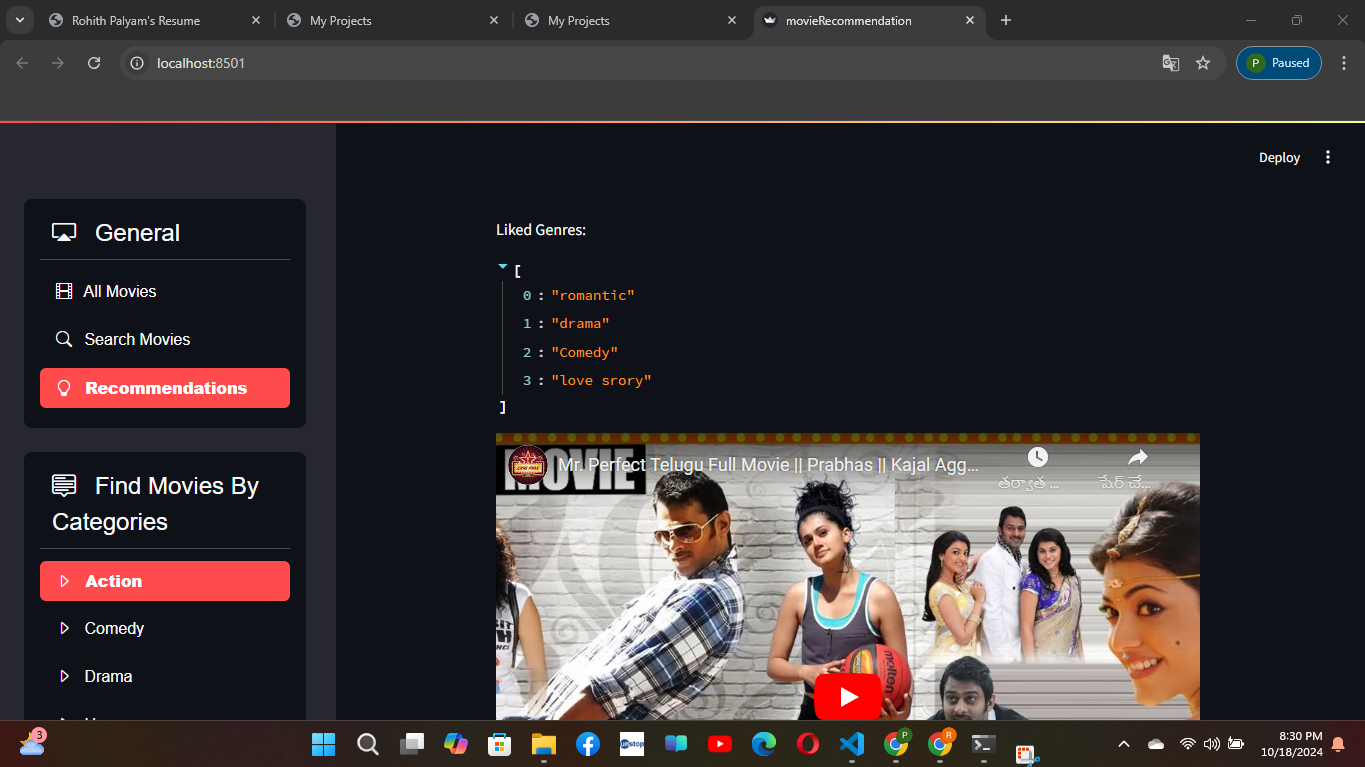 Rohith Palyam's Resume
My Projects
My Projects
movieRecommendation
localhost:8501
P Paused
Deploy
General
All Movies
Search Movies
Recommendations
Find Movies By
Categories
Action
Comedy
Drama
Liked Genres:
[
0 : "romantic"
1 : "drama"
2 : "Comedy"
3 : "love srory"
]
MOVIE
Mr. Perfect Telugu Full Movie || Prabhas || Kajal Agg...
తర్వాత ...
షేర్ చే...
molten
3
unstop
P
R
8:30 PM
10/18/2024